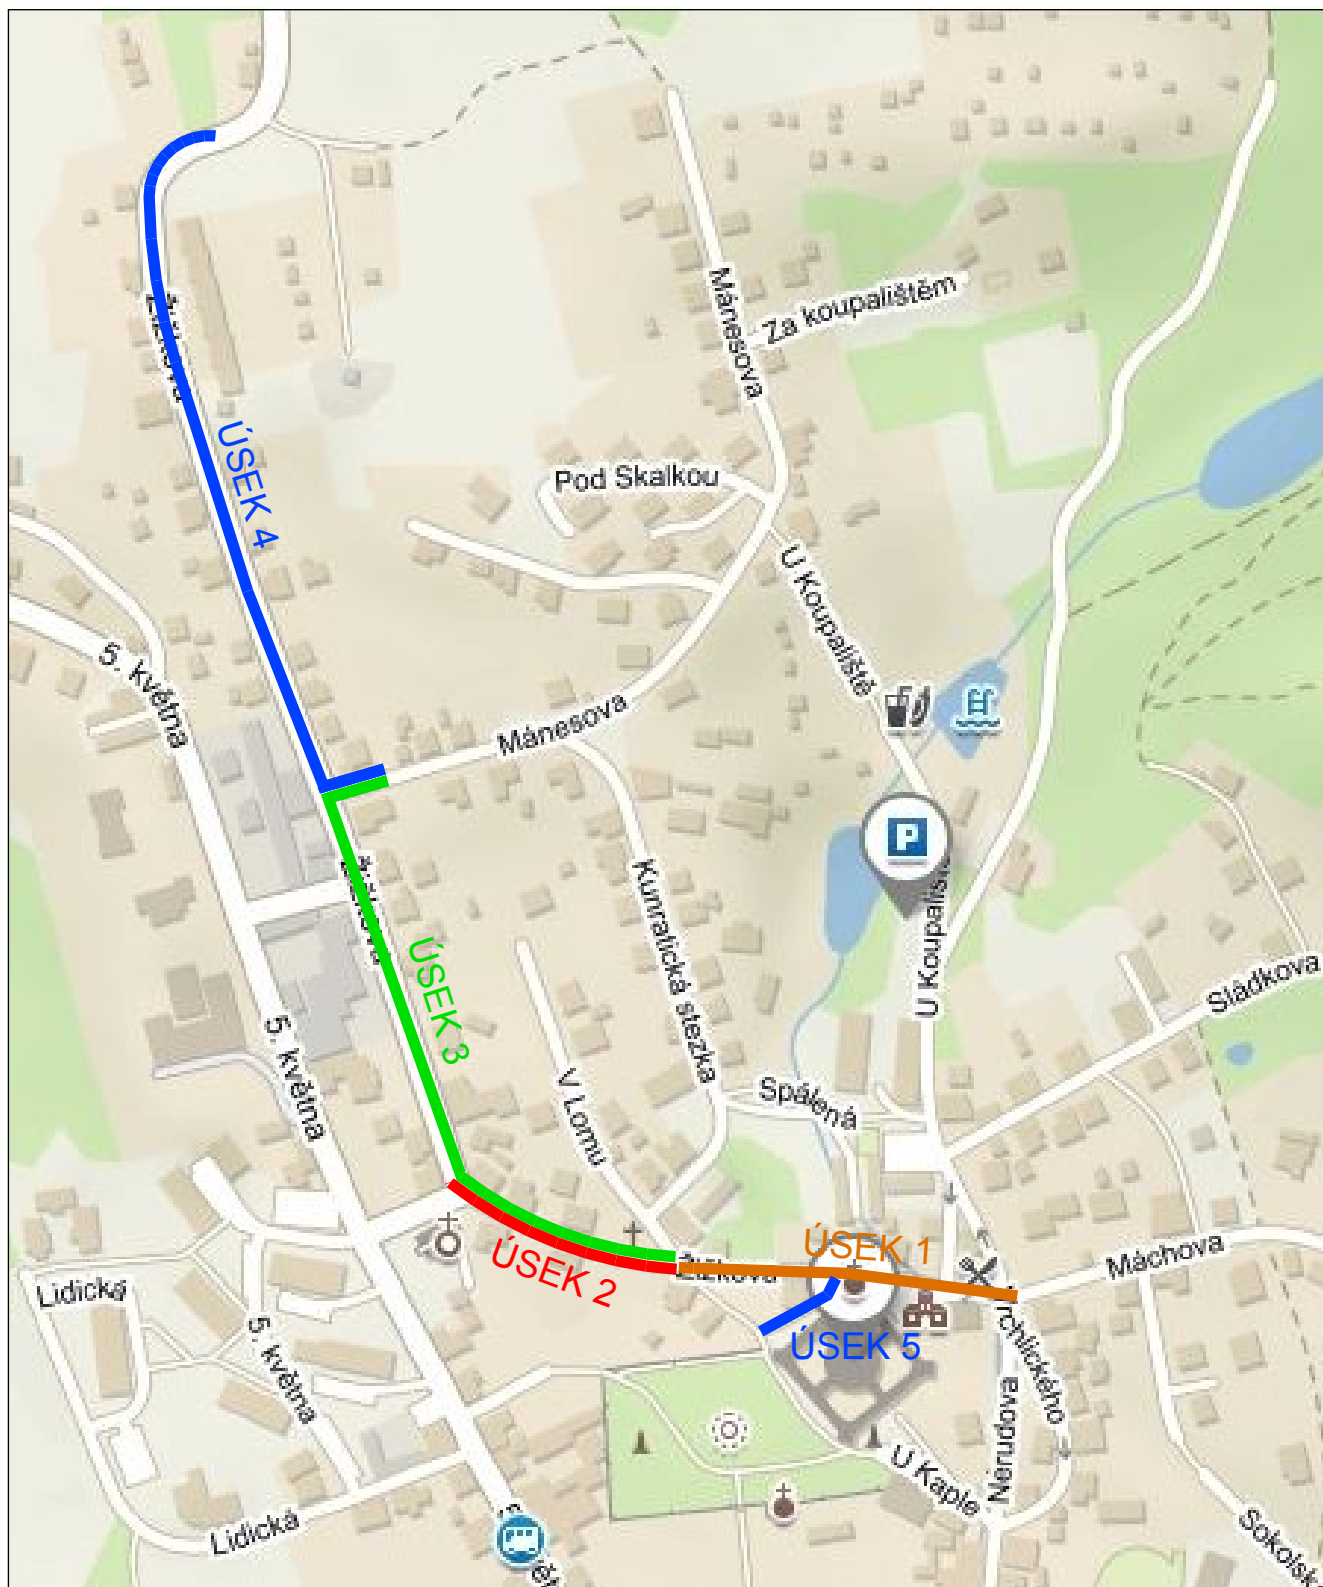 Mánesova
Za koupalištěm
ÚSEK 4
Pod Skalkou
U Koupaliště
5. května
Mánesova
Kunratická stezka
U Koupaliště
P
ÚSEK 3
Sládkova
5. května
V Lomu
Spálená
ÚSEK 1
ÚSEK 2
Žižkova
Máchova
Lidická
5. května
ÚSEK 5
Vrchlického
Nerudova
U Kaple
Lidická